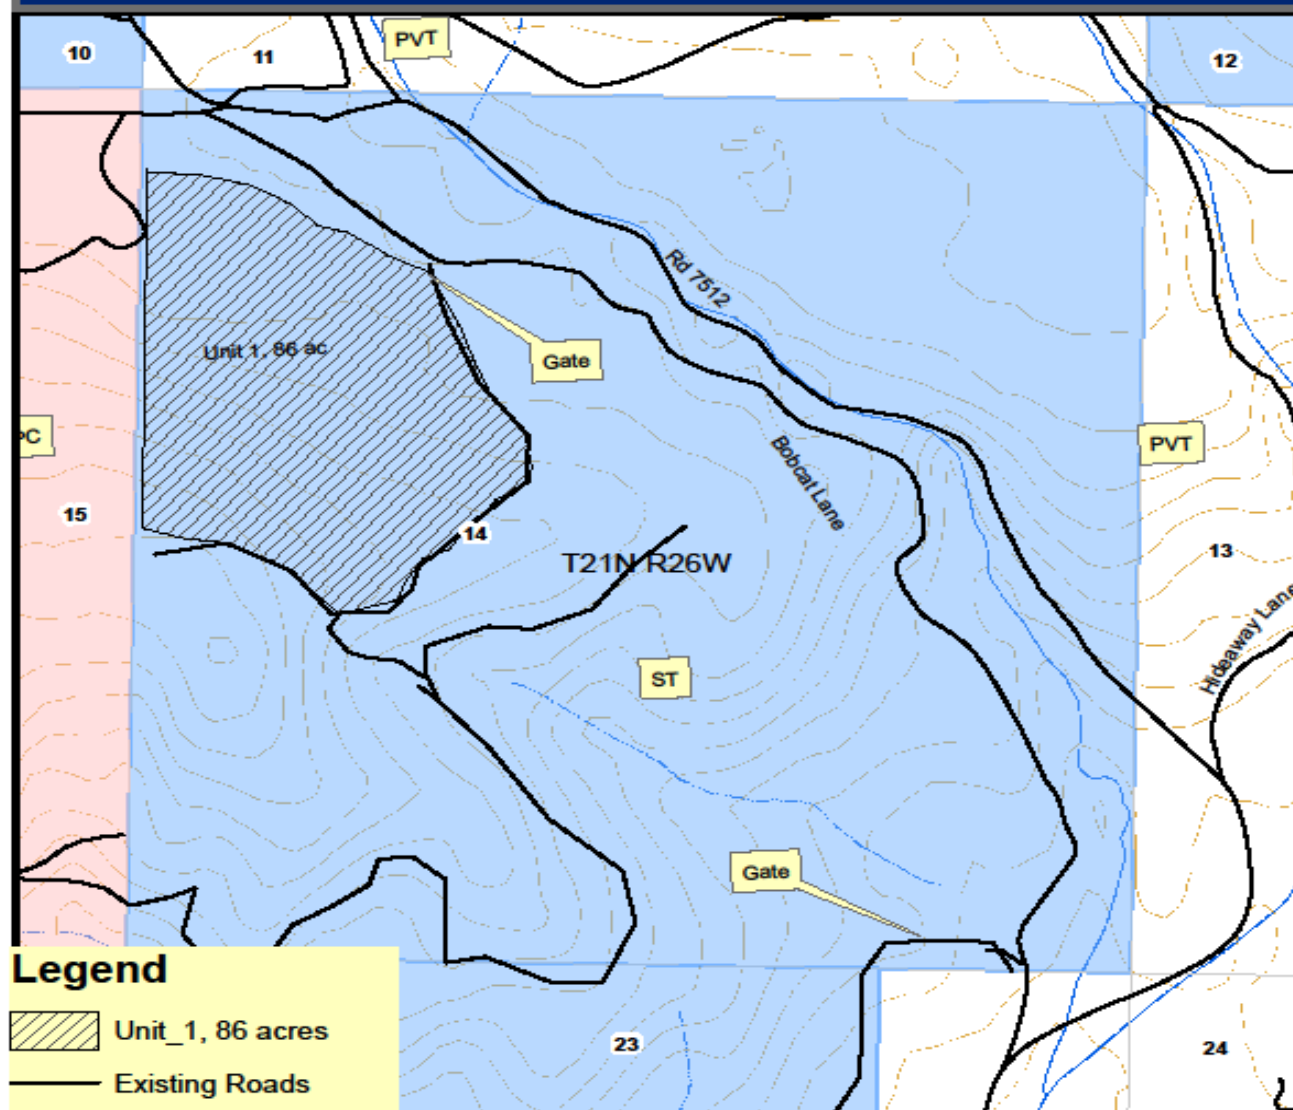 PVT
10
11
12
Rd 7512
Unit 1, 86 ac
Gate
PC
PVT
Bobcat Lane
15
14
T21N R26W
13
Hideaway Lane
ST
Gate
Legend
Unit_1, 86 acres
Existing Roads
23
24